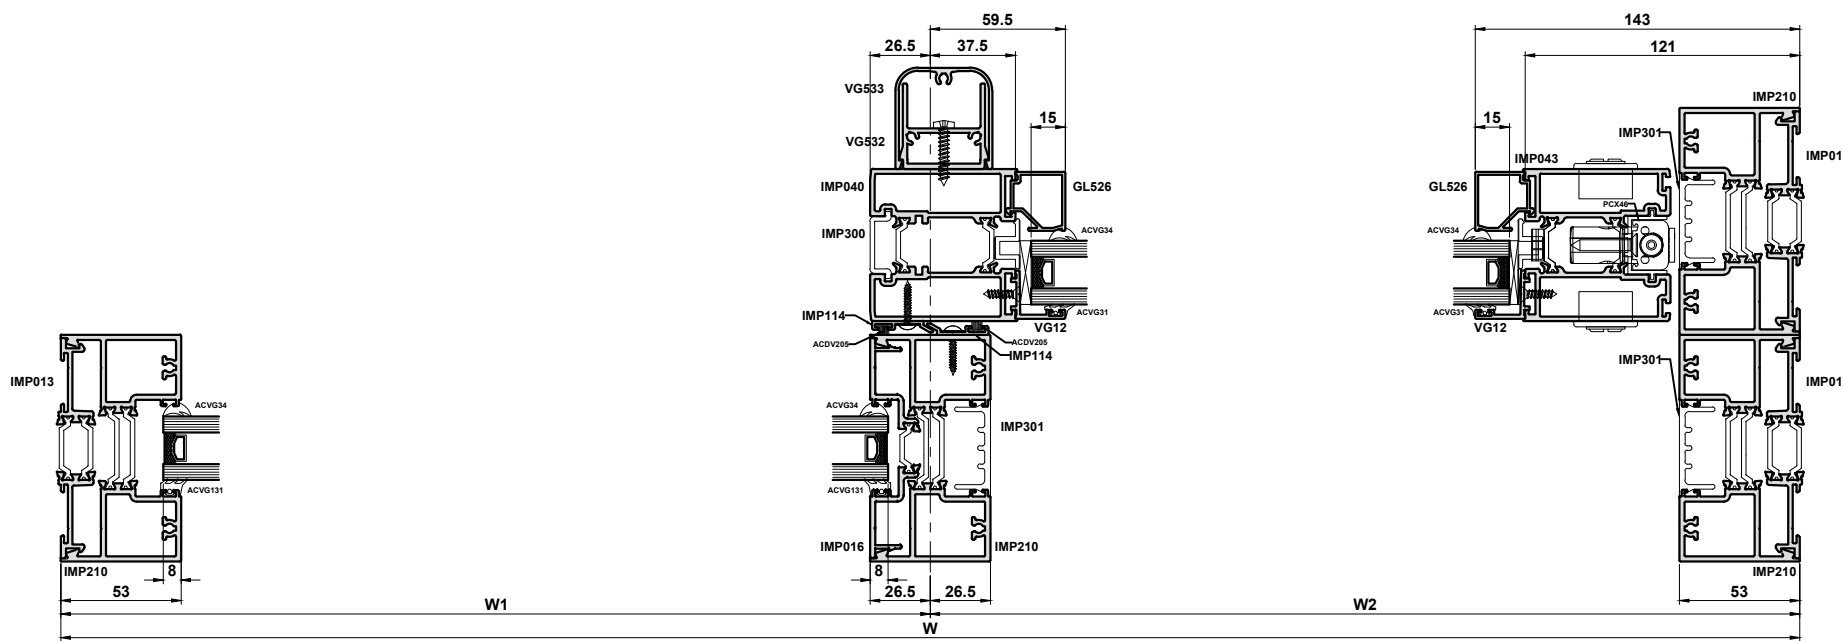 59.5
143
26.5
37.5
121
VG533
IMP210
15
15
IMP301
VG532
IMP043
IMP01
IMP040
GL526
GL526
PCX46
IMP300
ACVG34
ACVG34
IMP114
ACVG31
ACVG31
VG12
VG12
ACDV205
ACDV205
IMP114
IMP301
IMP013
IMP01
ACVG34
ACVG34
IMP301
ACVG131
ACVG131
IMP016
IMP210
IMP210
IMP210
8
8
53
26.5
26.5
53
W1
W2
W